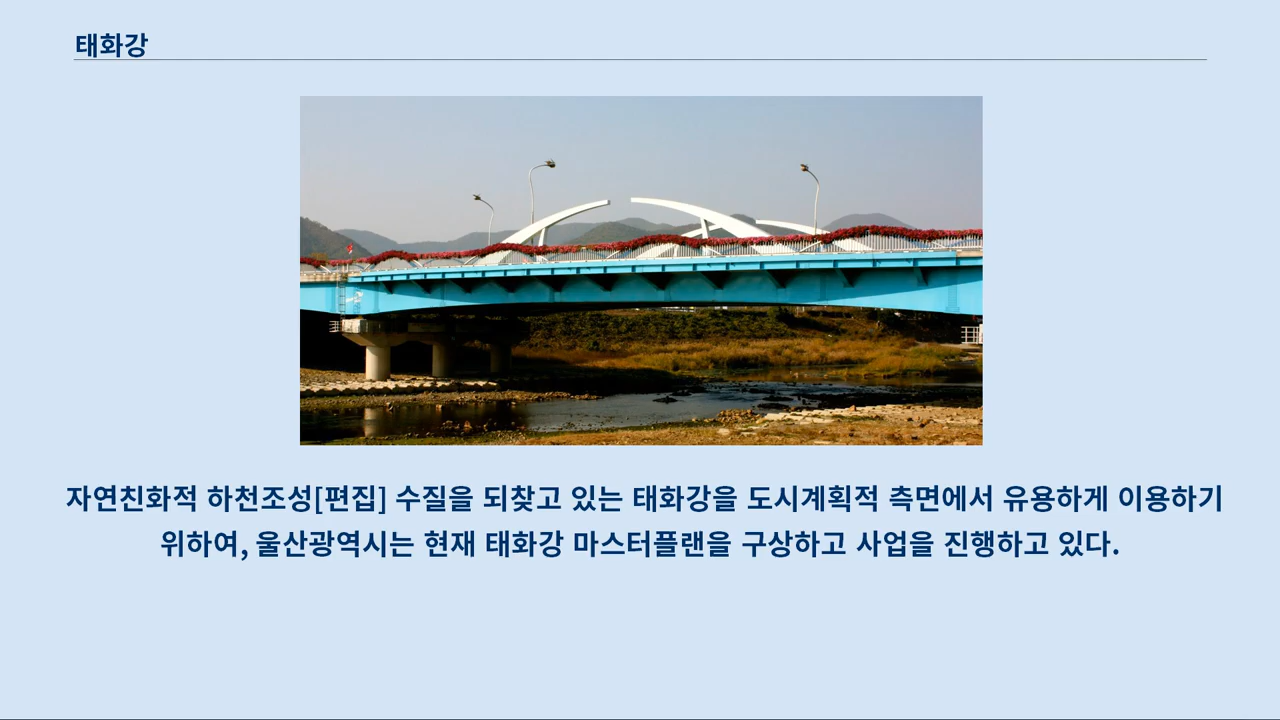 태화강
자연친화적 하천조성[편집] 수질을 되찾고 있는 태화강을 도시계획적 측면에서 유용하게 이용하기
위하여, 울산광역시는 현재 태화강 마스터플랜을 구상하고 사업을 진행하고 있다.